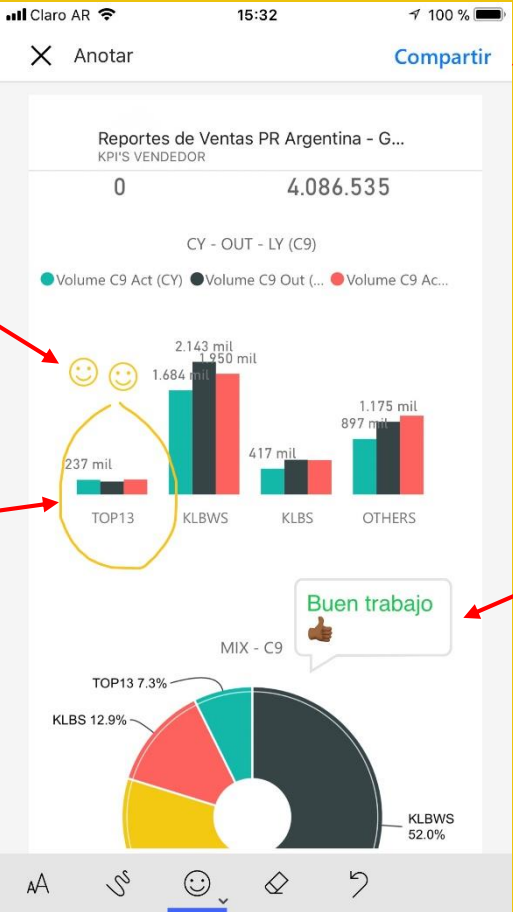 Claro AR 15:32 100 %
Anotar Compartir
Reportes de Ventas PR Argentina - G...
KPI'S VENDEDOR
0 4.086.535
CY - OUT - LY (C9)
Volume C9 Act (CY) Volume C9 Out (... Volume C9 Ac...
2.143 mil
1.950 mil
1.684 mil
1.175 mil
897 mil
417 mil
237 mil
TOP13 KLBWS KLBS OTHERS
Buen trabajo
👍🏾
MIX - C9
TOP13 7.3%
KLBS 12.9%
KLBWS
52.0%
AA